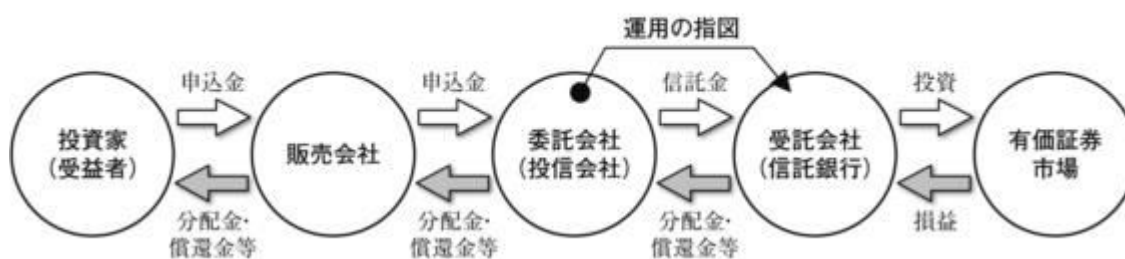 運用の指図
申込金
申込金
信託金
投資
投資家
(受益者)
販売会社
委託会社
(投信会社)
受託会社
(信託銀行)
有価証券
市場
分配金・
償還金等
分配金・
償還金等
分配金・
償還金等
損益